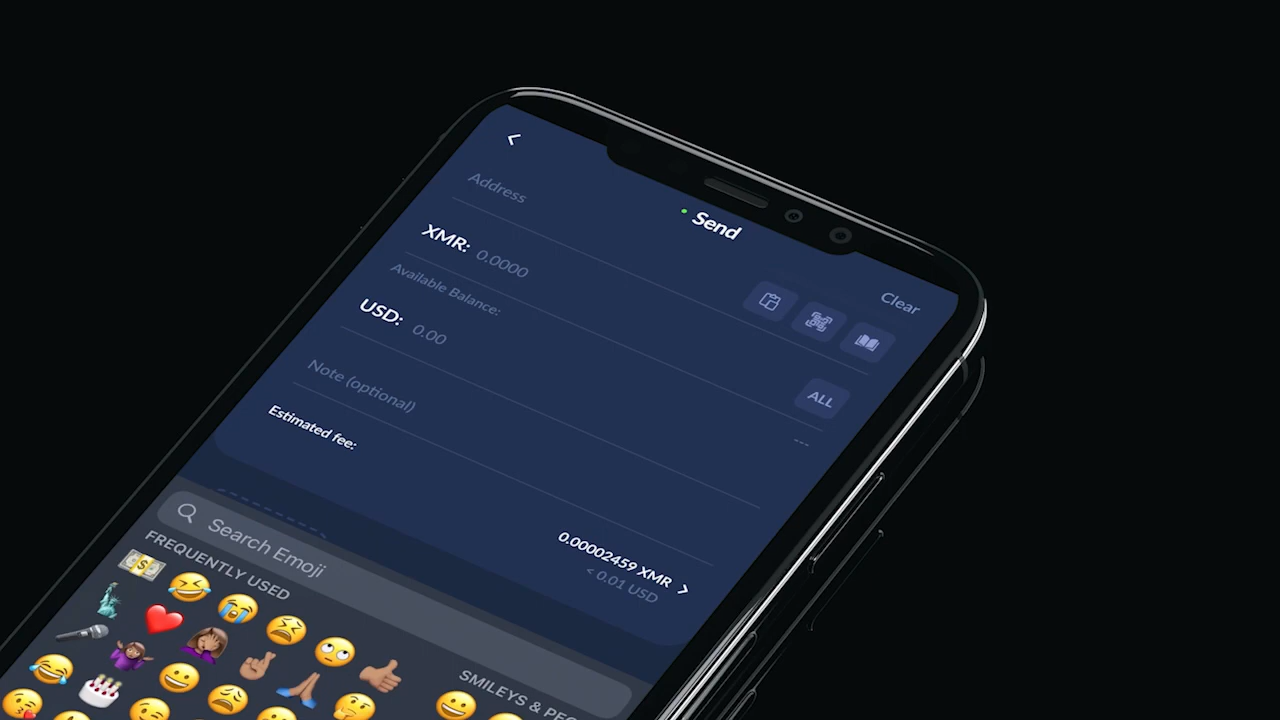 Send
Clear
Address
XMR: 0.0000
ALL
Available Balance:
---
USD: 0.00
Note (optional)
Estimated fee:
0.00002459 XMR
< 0.01 USD
Search Emoji
FREQUENTLY USED
SMILEYS & PEO